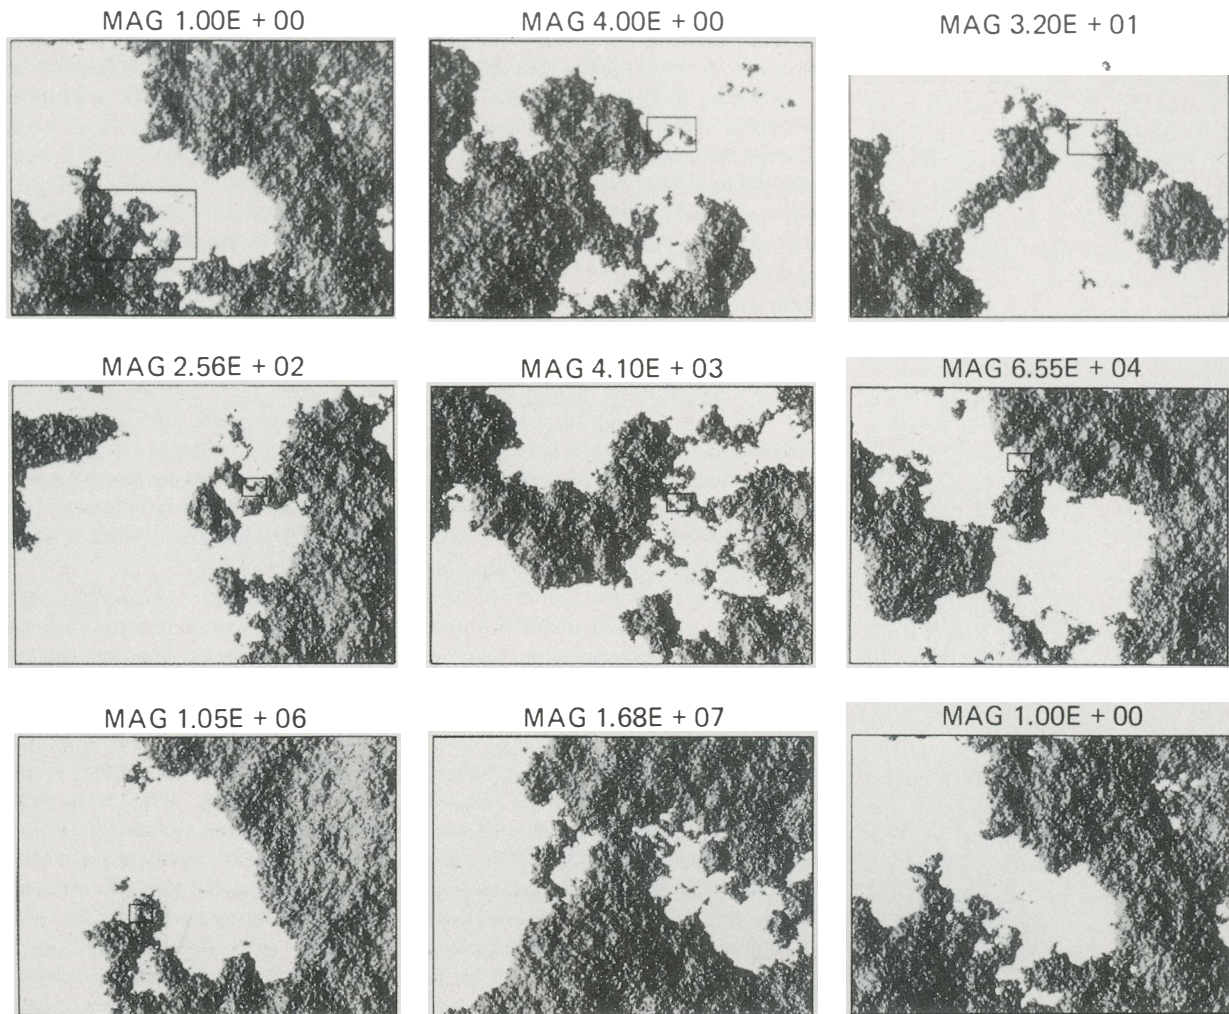 MAG 1.00E + 00
MAG 4.00E + 00
MAG 3.20E + 01
MAG 2.56E + 02
MAG 4.10E + 03
MAG 6.55E + 04
MAG 1.05E + 06
MAG 1.68E + 07
MAG 1.00E + 00